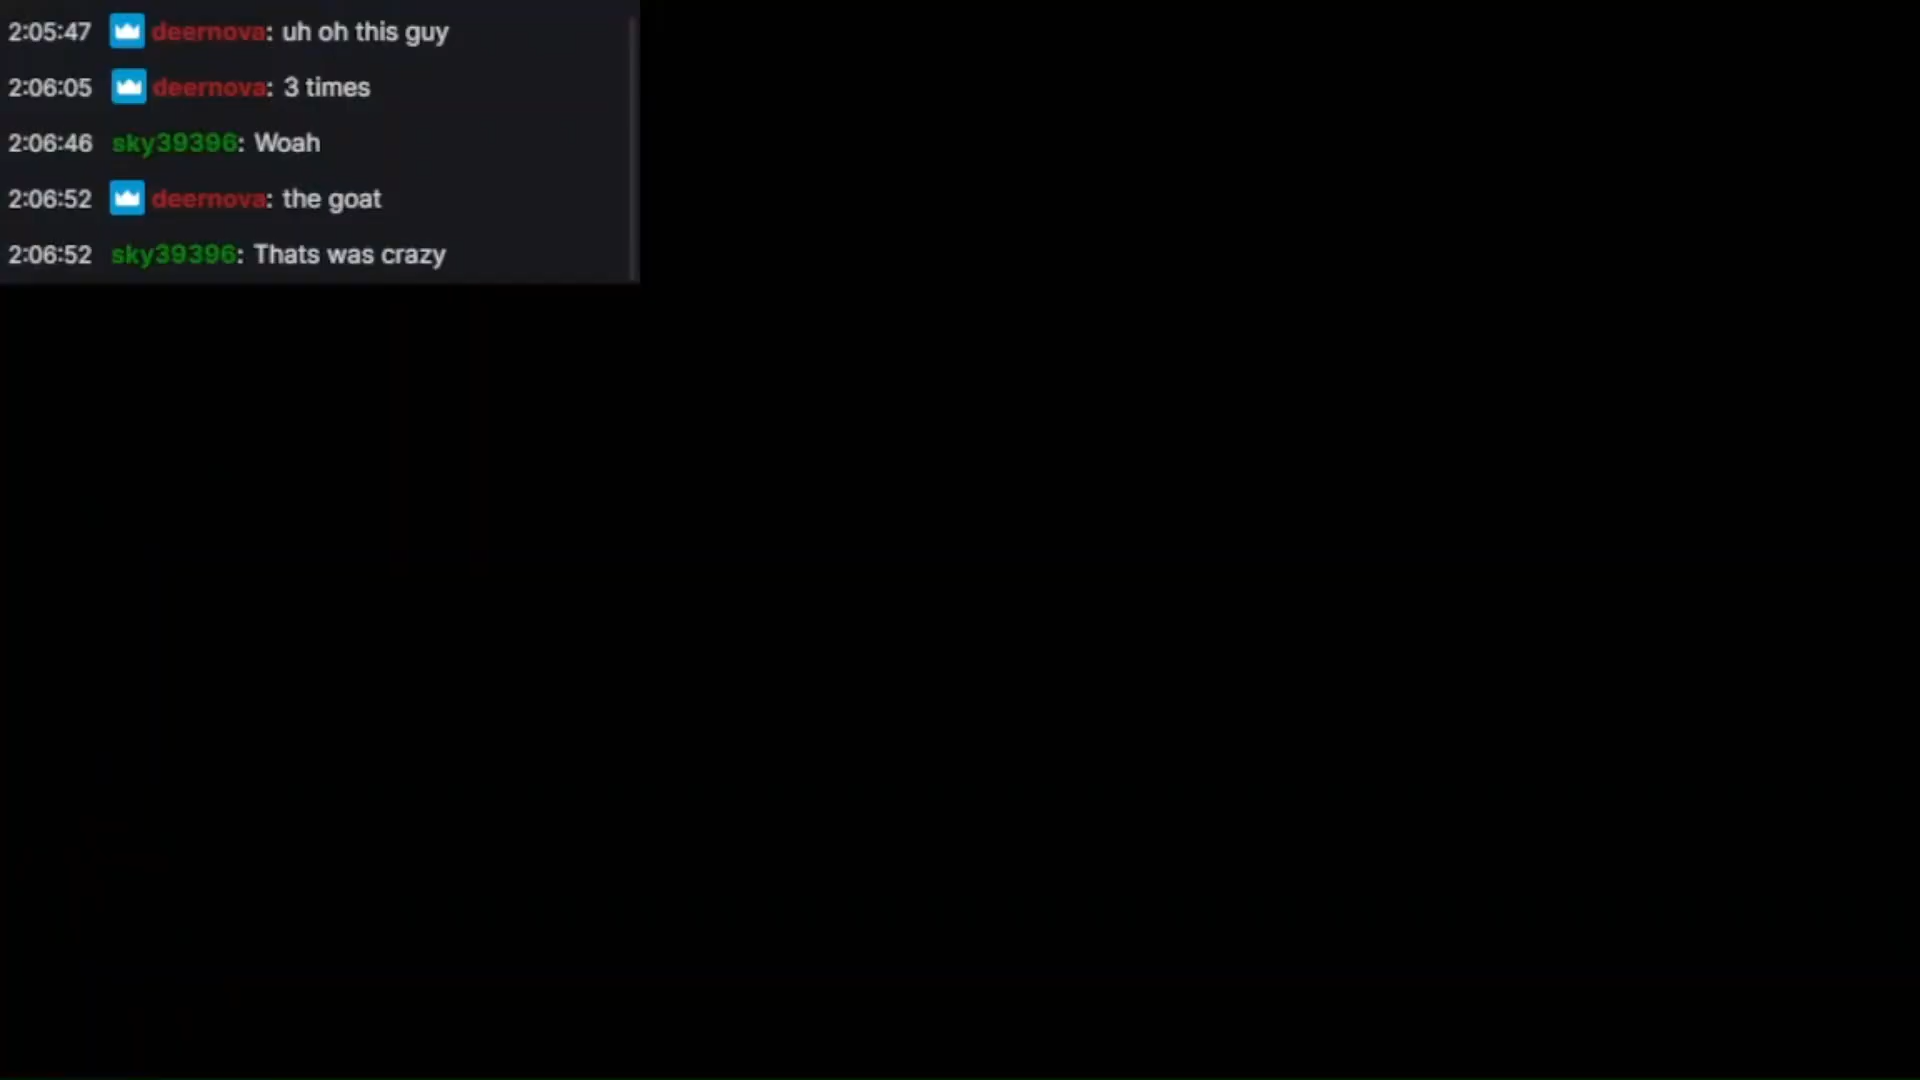 2:05:47 deernova: uh oh this guy
2:06:05 deernova: 3 times
2:06:46 sky39396: Woah
2:06:52 deernova: the goat
2:06:52 sky39396: Thats was crazy